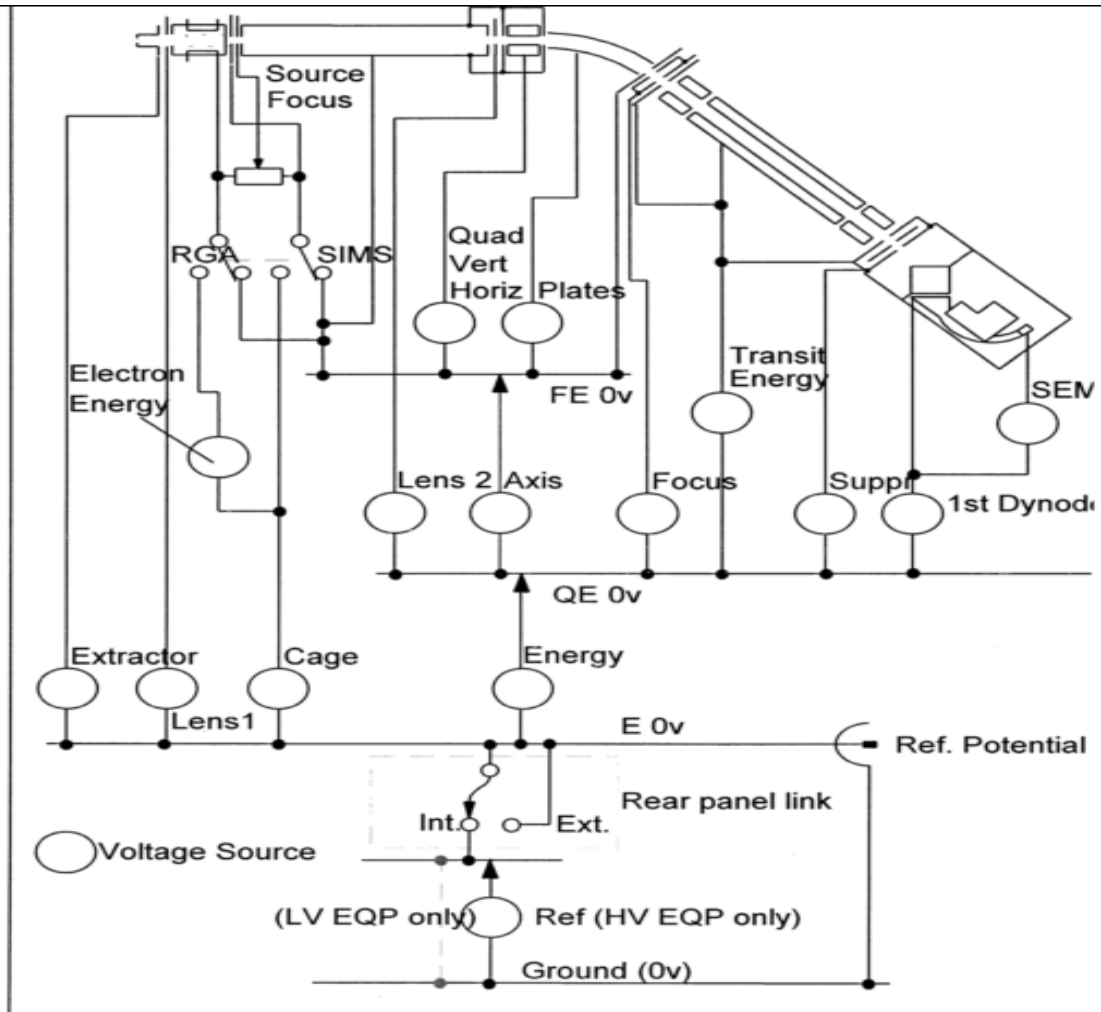 Source
Focus
RGA
SIMS
Quad
Vert
Horiz
Plates
Electron
Energy
FE 0v
Transit
Energy
SEM
Lens 2
Axis
Focus
Suppr
1st
QE 0v
Extractor
Cage
Energy
Lens1
E 0v
Ref. Potential
Rear panel link
Int.
Ext.
Voltage Source
(LV EQP only)
Ref (HV EQP only)
Ground (0v)